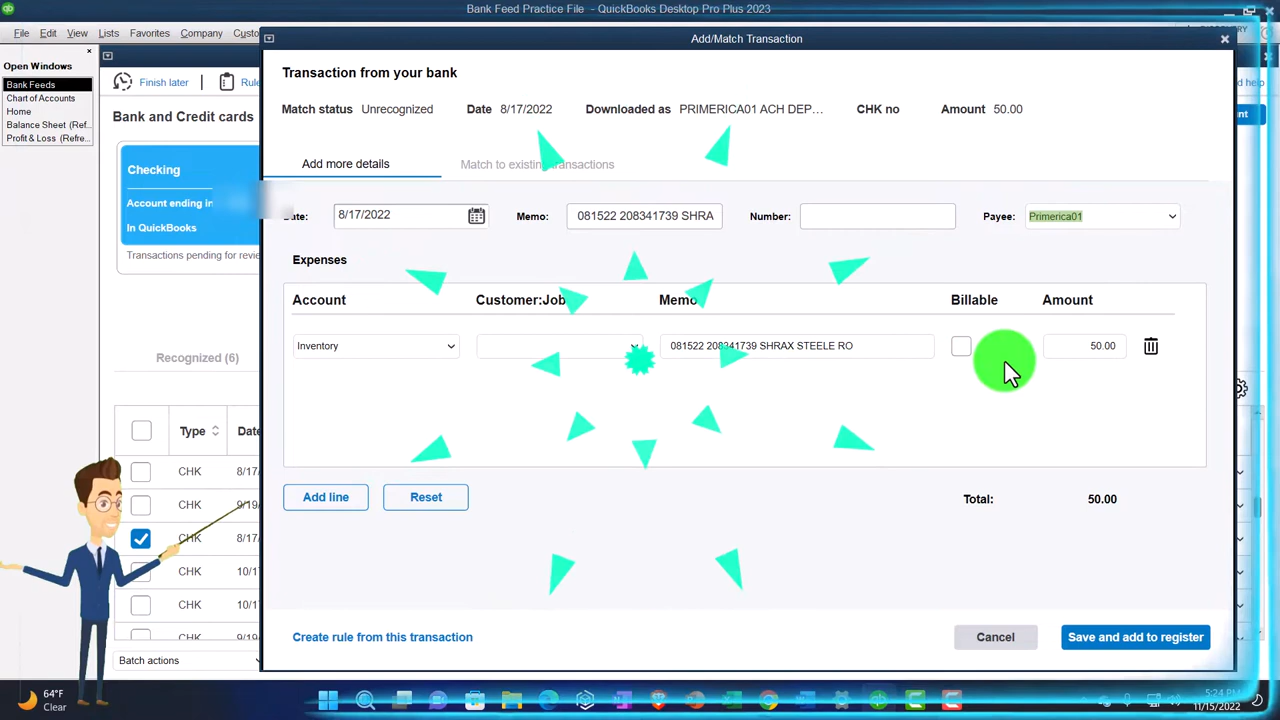 Bank Feed Practice File - QuickBooks Desktop Pro Plus 2023
File Edit View Lists Favorites Company
Add/Match Transaction
Open Windows
Bank Feeds
Chart of Accounts
Home
Balance Sheet (Ref...
Profit & Loss (Refre...
Finish later
Bank and Credit cards
Checking
Account ending in
In QuickBooks
Transactions pending for
Recognized (6)
Type
CHK 8/17/
CHK
CHK 8/17/
CHK 10/1
CHK 10/1
CHK 9/19/
Batch actions
Transaction from your bank
Match status Unrecognized Date 8/17/2022 Downloaded as PRIMERICA01 ACH DEP... CHK no Amount 50.00
Add more details Match to existing transactions
8/17/2022 Memo: 081522 208341739 SHRA Number: Payee: Primerica01
Expenses
Account Customer:Job Memo Billable Amount
Inventory 081522 208341739 SHRAX STEELE RO 50.00
Add line Reset Total: 50.00
Create rule from this transaction Cancel Save and add to register
64°F
Clear
5:24 PM
11/15/2022